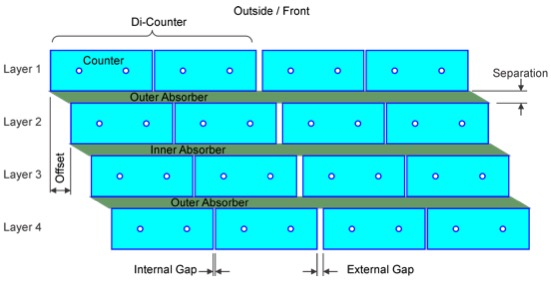 Outside / Front
Di-Counter
Layer 1
Counter
Separation
Outer Absorber
Layer 2
Inner Absorber
Offset
Layer 3
Outer Absorber
Layer 4
Internal Gap
External Gap